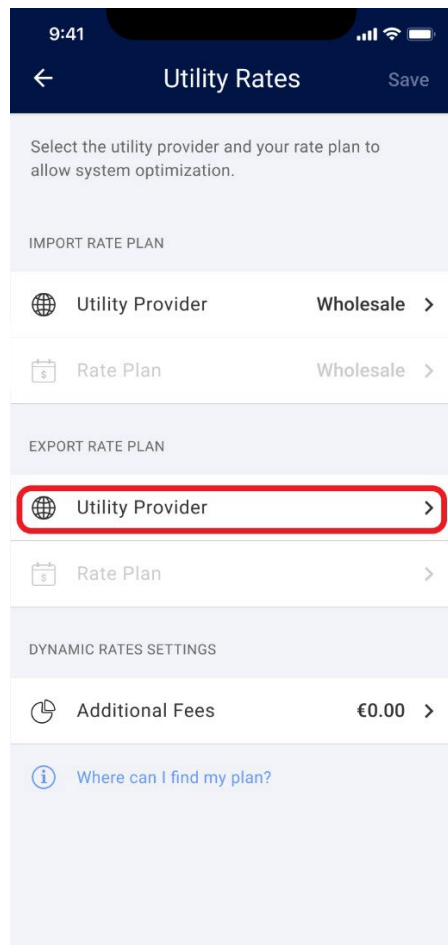 9:41
Utility Rates
Save
Select the utility provider and your rate plan to
allow system optimization.
IMPORT RATE PLAN
Utility Provider Wholesale
$ Rate Plan Wholesale
EXPORT RATE PLAN
Utility Provider
$ Rate Plan
DYNAMIC RATES SETTINGS
Additional Fees €0.00
i Where can I find my plan?